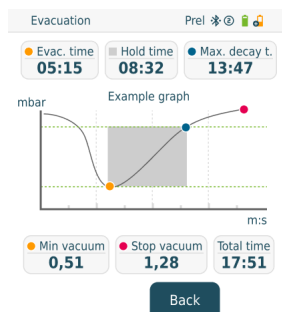 Evacuation
Prel ②
Evac. time
05:15
Hold time
08:32
Max. decay t.
13:47
mbar
Example graph
m:s
Min vacuum
0,51
Stop vacuum
1,28
Total time
17:51
Back